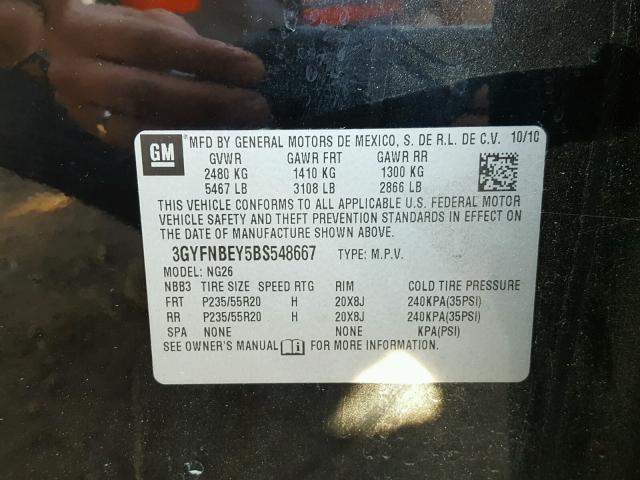 GM
MFD BY GENERAL MOTORS DE MEXICO, S. DE R.L. DE C.V. 10/10
GVWR GAWR FRT GAWR RR
2480 KG 1410 KG 1300 KG
5467 LB 3108 LB 2866 LB
THIS VEHICLE CONFORMS TO ALL APPLICABLE U.S. FEDERAL MOTOR
VEHICLE SAFETY AND THEFT PREVENTION STANDARDS IN EFFECT ON
THE DATE OF MANUFACTURE SHOWN ABOVE.
3GYFNBEY5BS548667 TYPE: M.P.V.
MODEL: NG26
NBB3 TIRE SIZE SPEED RTG RIM COLD TIRE PRESSURE
FRT P235/55R20 H 20X8J 240KPA(35PSI)
RR P235/55R20 H 20X8J 240KPA(35PSI)
SPA NONE NONE KPA(PSI)
SEE OWNER'S MANUAL FOR MORE INFORMATION.